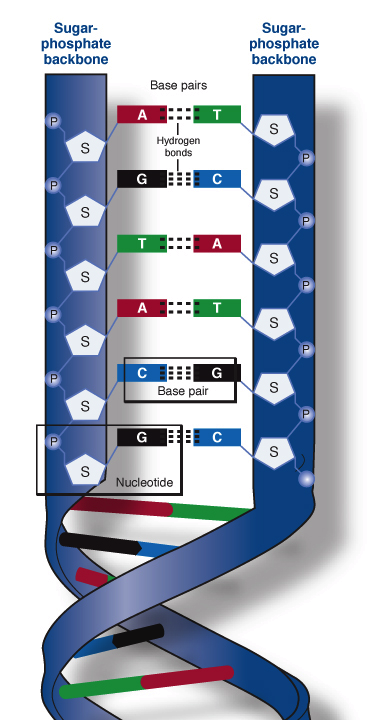 Sugar-
phosphate
backbone
Sugar-
phosphate
backbone
Base pairs
A T
P
S
S
Hydrogen
bonds
P
G C
P
S
S
P
T A
P
S
S
P
A T
P
S
S
P
C G
P
S
Base pair
S
P
G C
P
S
S
Nucleotide